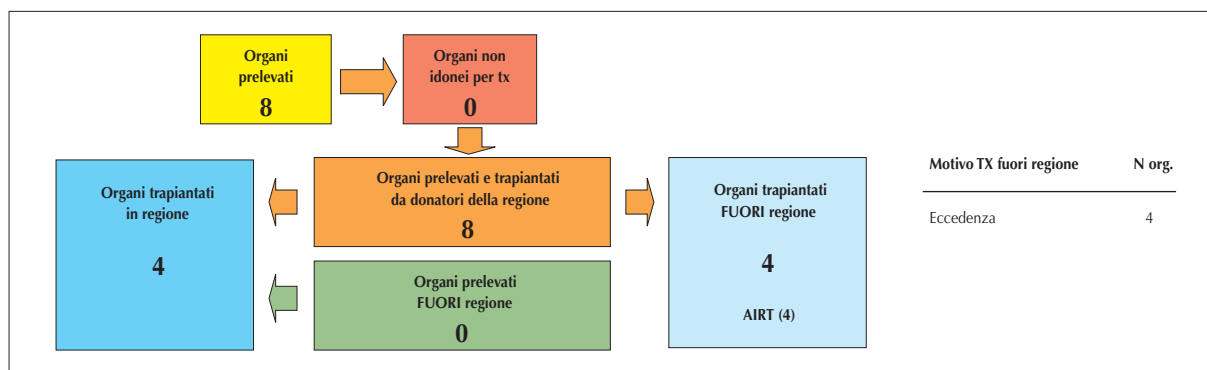 Organi
prelevati
8
Organi non
idonei per tx
0
Organi trapiantati
in regione
4
Organi prelevati e trapiantati
da donatori della regione
8
Organi prelevati
FUORI regione
0
Organi trapiantati
FUORI regione
4
AIRT (4)
Motivo TX fuori regione N org.
Eccedenza 4